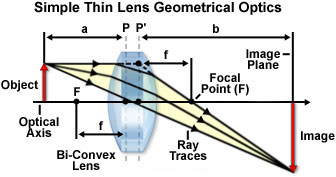 Simple Thin Lens Geometrical Optics
a
P
P'
b
f
Image
Plane
Object
F
Focal
Point (F)
Optical
Axis
f
Bi-Convex
Lens
Ray
Traces
Image